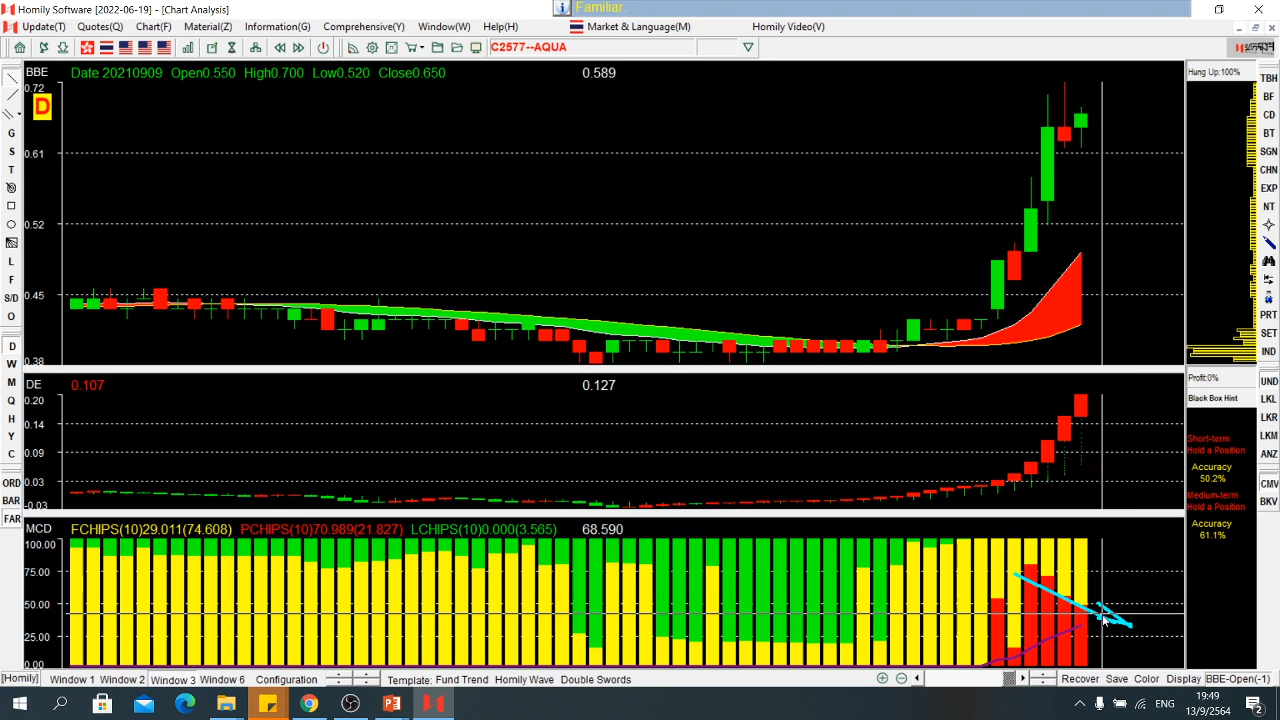 Homily Software [2022-06-19] - [Chart Analysis]
Familiar.
Update(T) Quotes(Q) Chart(F) Material(Z) Information(G) Comprehensive(Y) Window(W) Help(H) Market & Language(M) Homily Video(V)
C2577--AQUA
BBE Date 20210909 Open0.550 High0.700 Low0.520 Close0.650 0.589
Hung Up:100%
0.72
D
0.61
0.52
0.45
0.38
G
S
T
L
F
S/D
O
D
W
M
Q
H
Y
C
ORD
BAR
FAR
DE 0.107 0.127
0.20
0.14
0.09
0.03
-0.03
MCD FCHIPS(10)29.011(74.608) PCHIPS(10)70.989(21.827) LCHIPS(10)0.000(3.565) 68.590
100.00
75.00
50.00
25.00
0.00
Profit:0%
Black Box Hint
Short-term
Hold a Position
Accuracy
50.2%
Medium-term
Hold a Position
Accuracy
61.1%
TBH
BF
CD
BT
SGN
CHN
EXP
NT
PRT
SET
IND
UND
LKL
LKR
LKM
ANZ
CMV
BKV
[Homily] Window 1 Window 2 Window 3 Window 6 Configuration Template: Fund Trend Homily Wave Double Swords Recover Save Color Display BBE-Open(-1)
ENG
19:49
13/9/2564
2